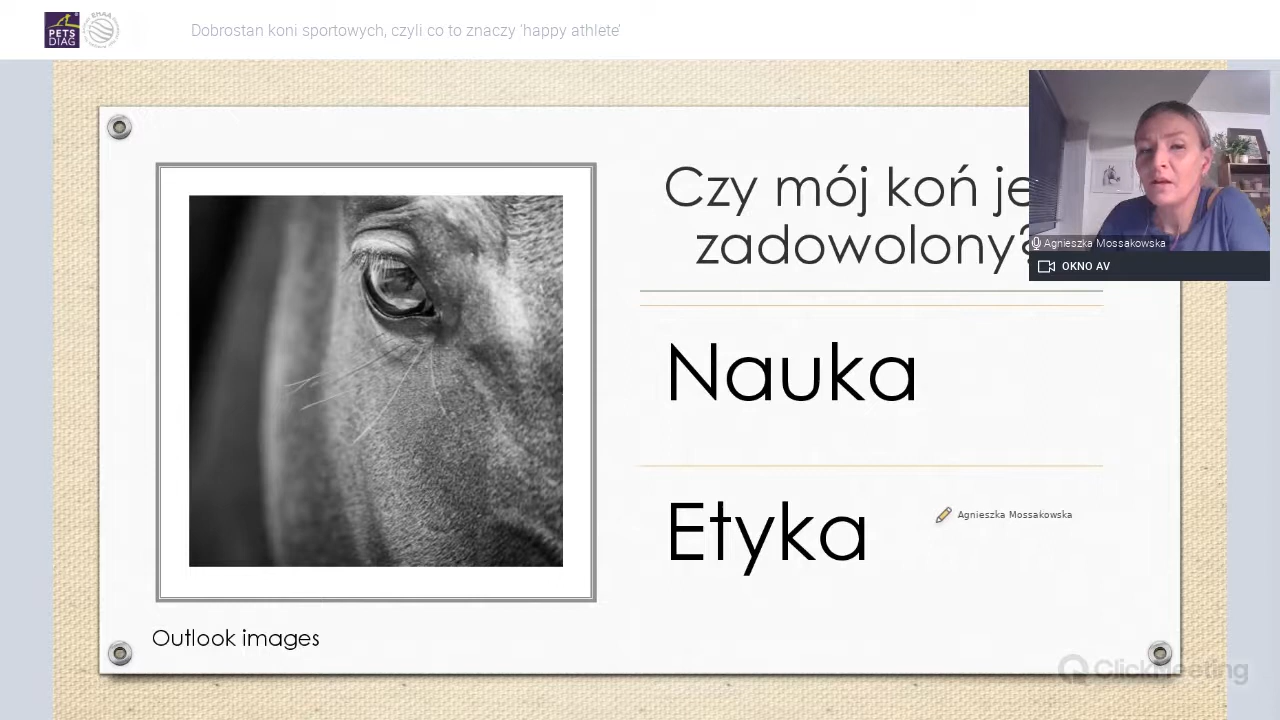 PETS
DIAG
Dobrostan koni sportowych, czyli co to znaczy 'happy athlete'
Czy mój koń je
zadowolony?
Agnieszka Mossakowska
OKNO AV
Nauka
Etyka
Agnieszka Mossakowska
Outlook images
ClickMeeting